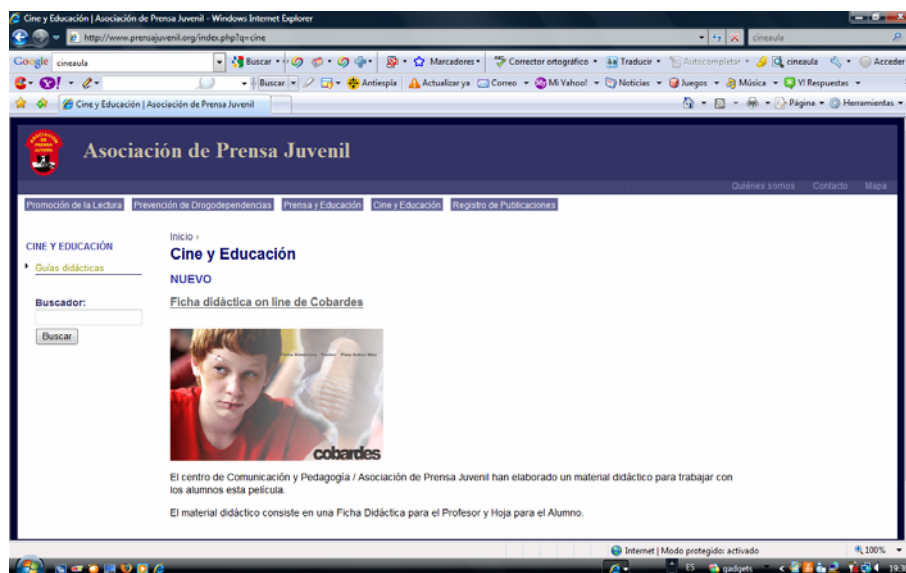 Cine y Educación | Asociación de Prensa Juvenil - Windows Internet Explorer
http://www.prensajuvenil.org/index.php?q=cine
cineaula
Google cineaula Buscar Marcadores Corrector ortográfico Traducir Autocompletar cineaula Acceder
Buscar Antiespía Actualizar ya Correo Mi Yahoo! Noticias Juegos Música Y! Respuestas
Cine y Educación | Asociación de Prensa Juvenil Página Herramientas
Asociación de Prensa Juvenil
Quiénes somos Contacto Mapa
Promoción de la Lectura Prevención de Drogodependencias Prensa y Educación Cine y Educación Registro de Publicaciones
Inicio ›
CINE Y EDUCACIÓN
Guías didácticas
Buscador:
Buscar
Cine y Educación
NUEVO
Ficha didáctica on line de Cobardes
cobardes
El centro de Comunicación y Pedagogía / Asociación de Prensa Juvenil han elaborado un material didáctico para trabajar con
los alumnos esta película.
El material didáctico consiste en una Ficha Didáctica para el Profesor y Hoja para el Alumno.
Internet | Modo protegido: activado 100%
ES gadgets 19:30